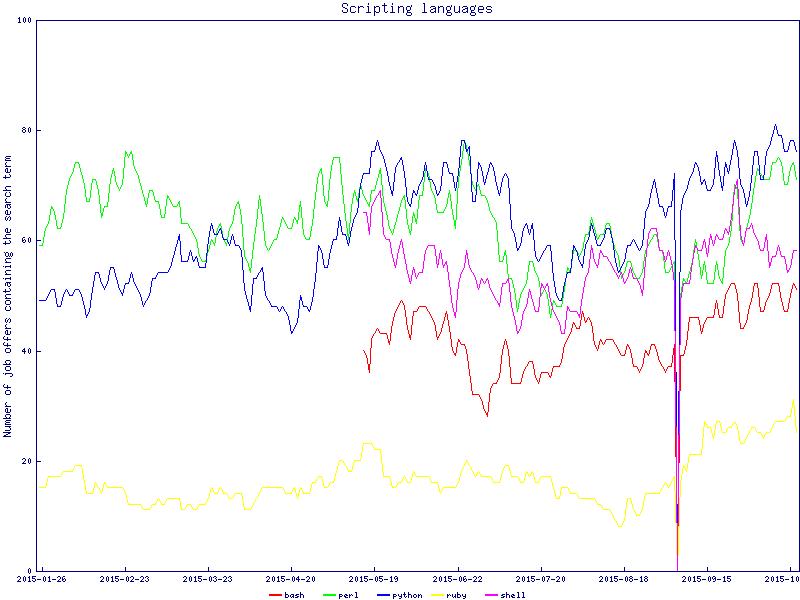 Scripting languages
Number of job offers containing the search term
100
80
60
40
20
0
2015-01-26 2015-02-23 2015-03-23 2015-04-20 2015-05-19 2015-06-22 2015-07-20 2015-08-18 2015-09-15 2015-10
bash perl python ruby shell